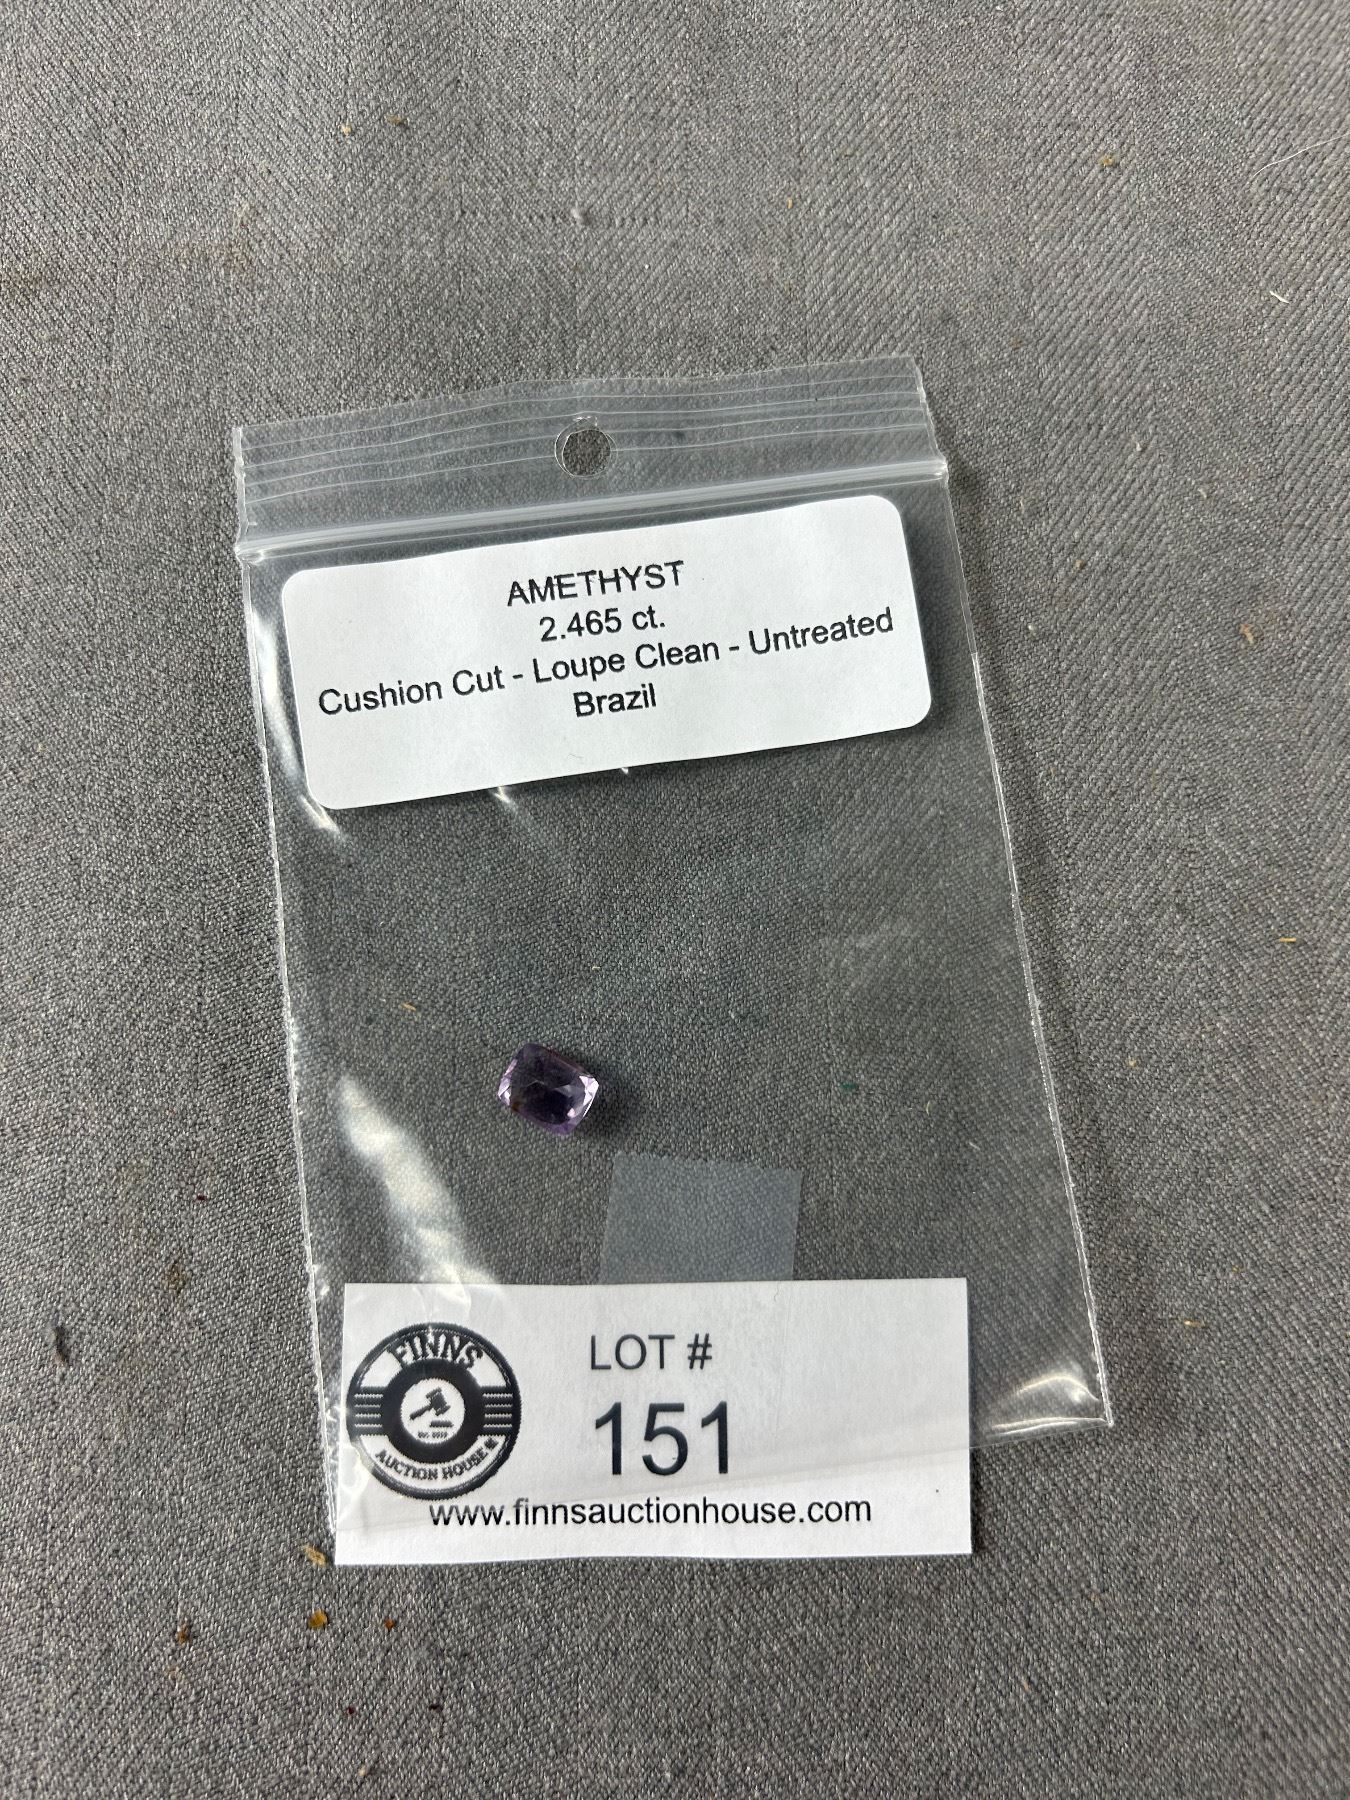 AMETHYST
2.465 ct.
Cushion Cut - Loupe Clean - Untreated
Brazil
FINNS
AUCTION HOUSE
LOT #
151
www.finnsauctionhouse.com